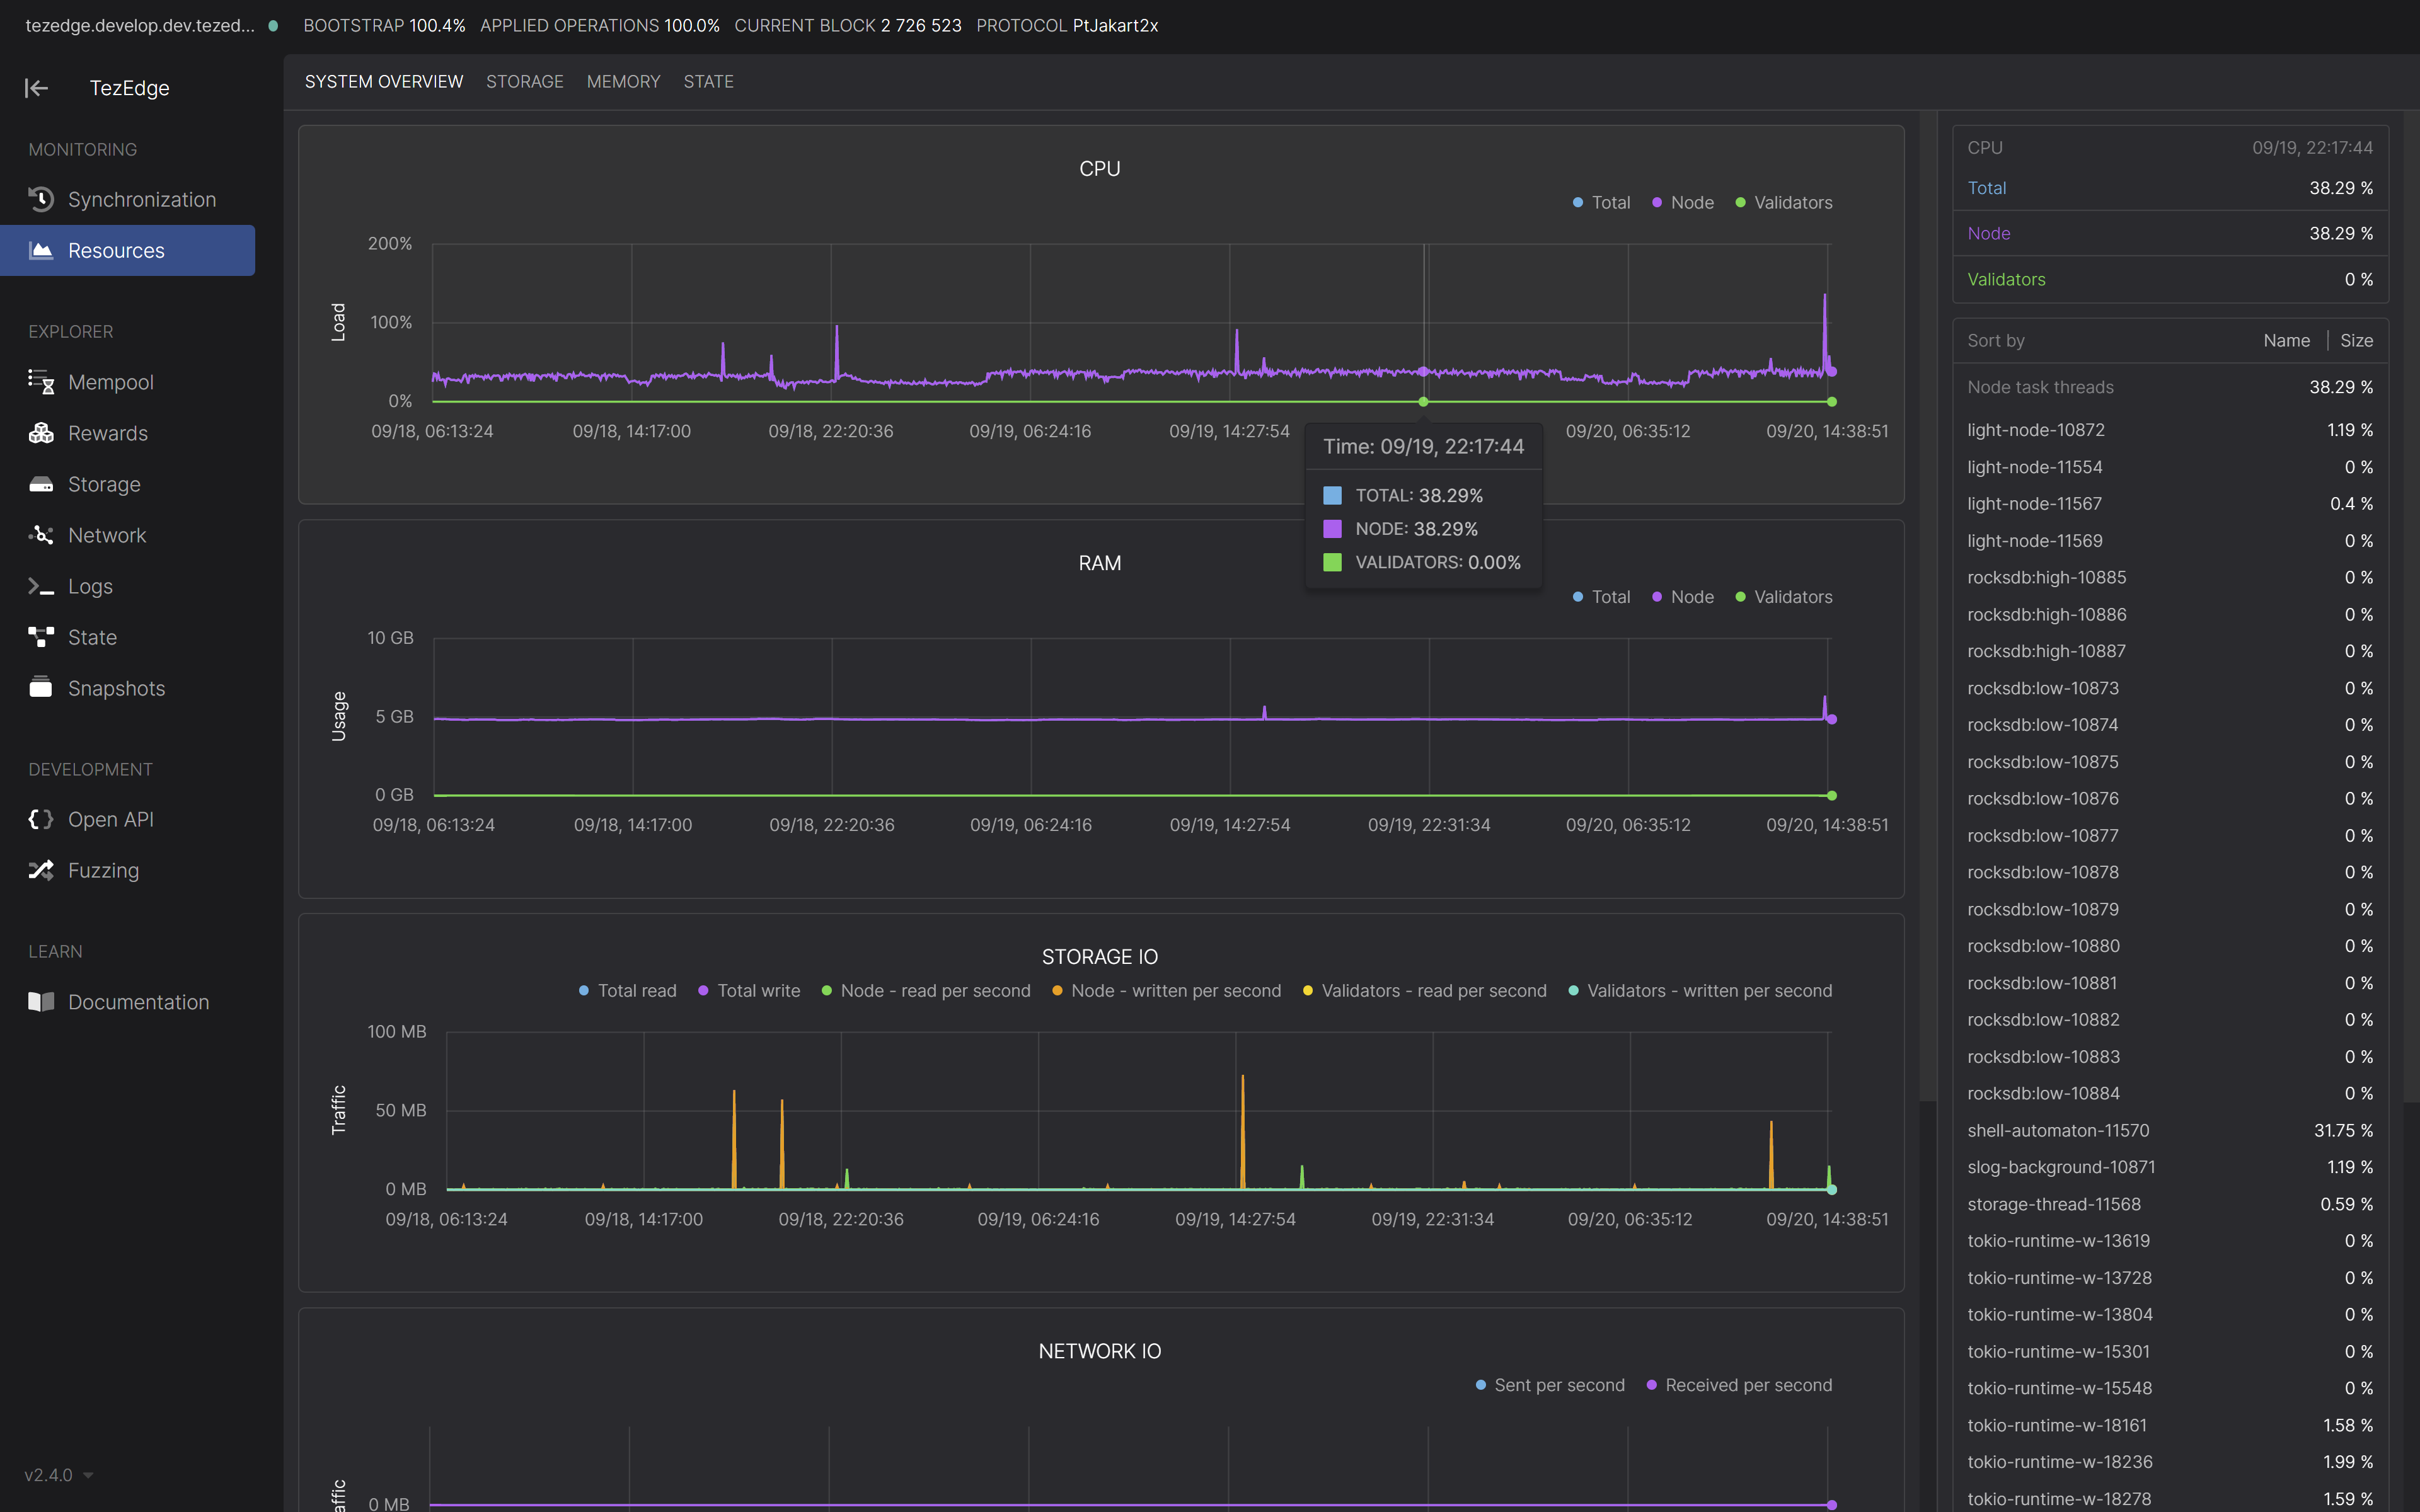 tezedge.develop.dev.tezed...
BOOTSTRAP 100.4% APPLIED OPERATIONS 100.0% CURRENT BLOCK 2 726 523 PROTOCOL PtJakart2x
TezEdge
MONITORING
Synchronization
Resources
EXPLORER
Mempool
Rewards
Storage
Network
Logs
State
Snapshots
DEVELOPMENT
Open API
Fuzzing
LEARN
Documentation
v2.4.0
SYSTEM OVERVIEW STORAGE MEMORY STATE
CPU
Total Node Validators
Load
200%
100%
0%
09/18, 06:13:24 09/18, 14:17:00 09/18, 22:20:36 09/19, 06:24:16 09/19, 14:27:54 09/20, 06:35:12 09/20, 14:38:51
Time: 09/19, 22:17:44
TOTAL: 38.29%
NODE: 38.29%
VALIDATORS: 0.00%
RAM
Total Node Validators
Usage
10 GB
5 GB
0 GB
09/18, 06:13:24 09/18, 14:17:00 09/18, 22:20:36 09/19, 06:24:16 09/19, 14:27:54 09/19, 22:31:34 09/20, 06:35:12 09/20, 14:38:51
STORAGE IO
Total read Total write Node - read per second Node - written per second Validators - read per second Validators - written per second
Traffic
100 MB
50 MB
0 MB
09/18, 06:13:24 09/18, 14:17:00 09/18, 22:20:36 09/19, 06:24:16 09/19, 14:27:54 09/19, 22:31:34 09/20, 06:35:12 09/20, 14:38:51
NETWORK IO
Sent per second Received per second
0 MB
CPU 09/19, 22:17:44
Total 38.29 %
Node 38.29 %
Validators 0 %
Sort by Name | Size
Node task threads 38.29 %
light-node-10872 1.19 %
light-node-11554 0 %
light-node-11567 0.4 %
light-node-11569 0 %
rocksdb:high-10885 0 %
rocksdb:high-10886 0 %
rocksdb:high-10887 0 %
rocksdb:low-10873 0 %
rocksdb:low-10874 0 %
rocksdb:low-10875 0 %
rocksdb:low-10876 0 %
rocksdb:low-10877 0 %
rocksdb:low-10878 0 %
rocksdb:low-10879 0 %
rocksdb:low-10880 0 %
rocksdb:low-10881 0 %
rocksdb:low-10882 0 %
rocksdb:low-10883 0 %
rocksdb:low-10884 0 %
shell-automaton-11570 31.75 %
slog-background-10871 1.19 %
storage-thread-11568 0.59 %
tokio-runtime-w-13619 0 %
tokio-runtime-w-13728 0 %
tokio-runtime-w-13804 0 %
tokio-runtime-w-15301 0 %
tokio-runtime-w-15548 0 %
tokio-runtime-w-18161 1.58 %
tokio-runtime-w-18236 1.99 %
tokio-runtime-w-18278 1.59 %